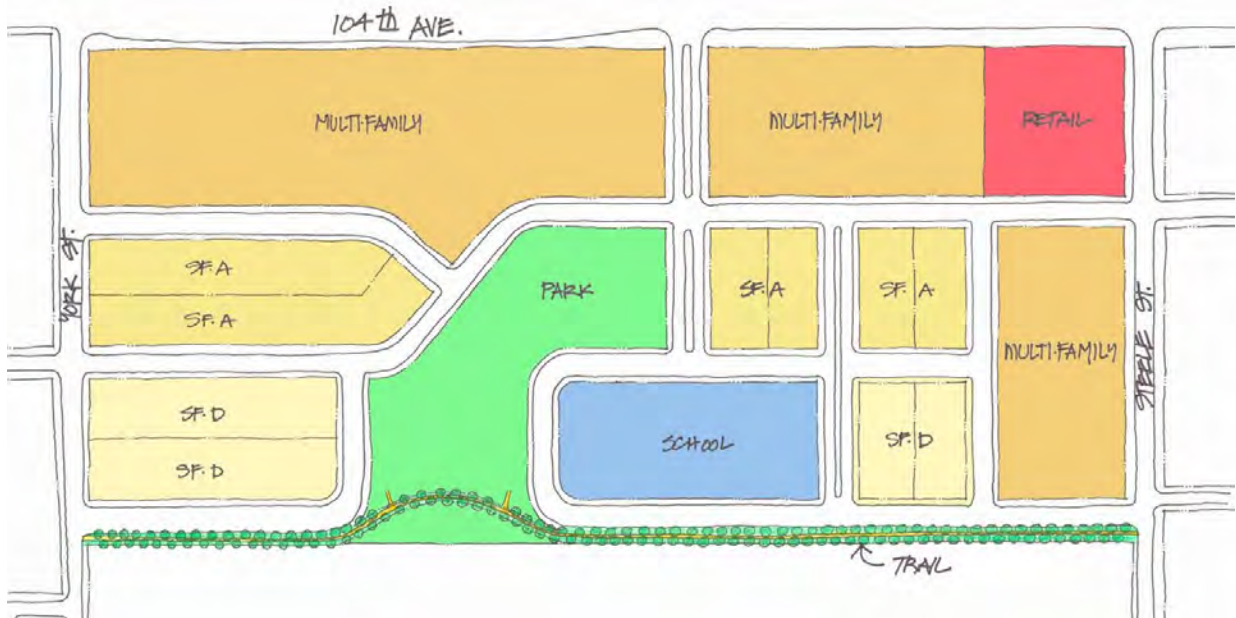 104th AVE.
MULTI-FAMILY
MULTI-FAMILY
RETAIL
YORK ST.
SF. A
SF. A
PARK
SF. A
SF. A
MULTI-FAMILY
STEELE ST.
SF. D
SF. D
SCHOOL
SF. D
TRAIL